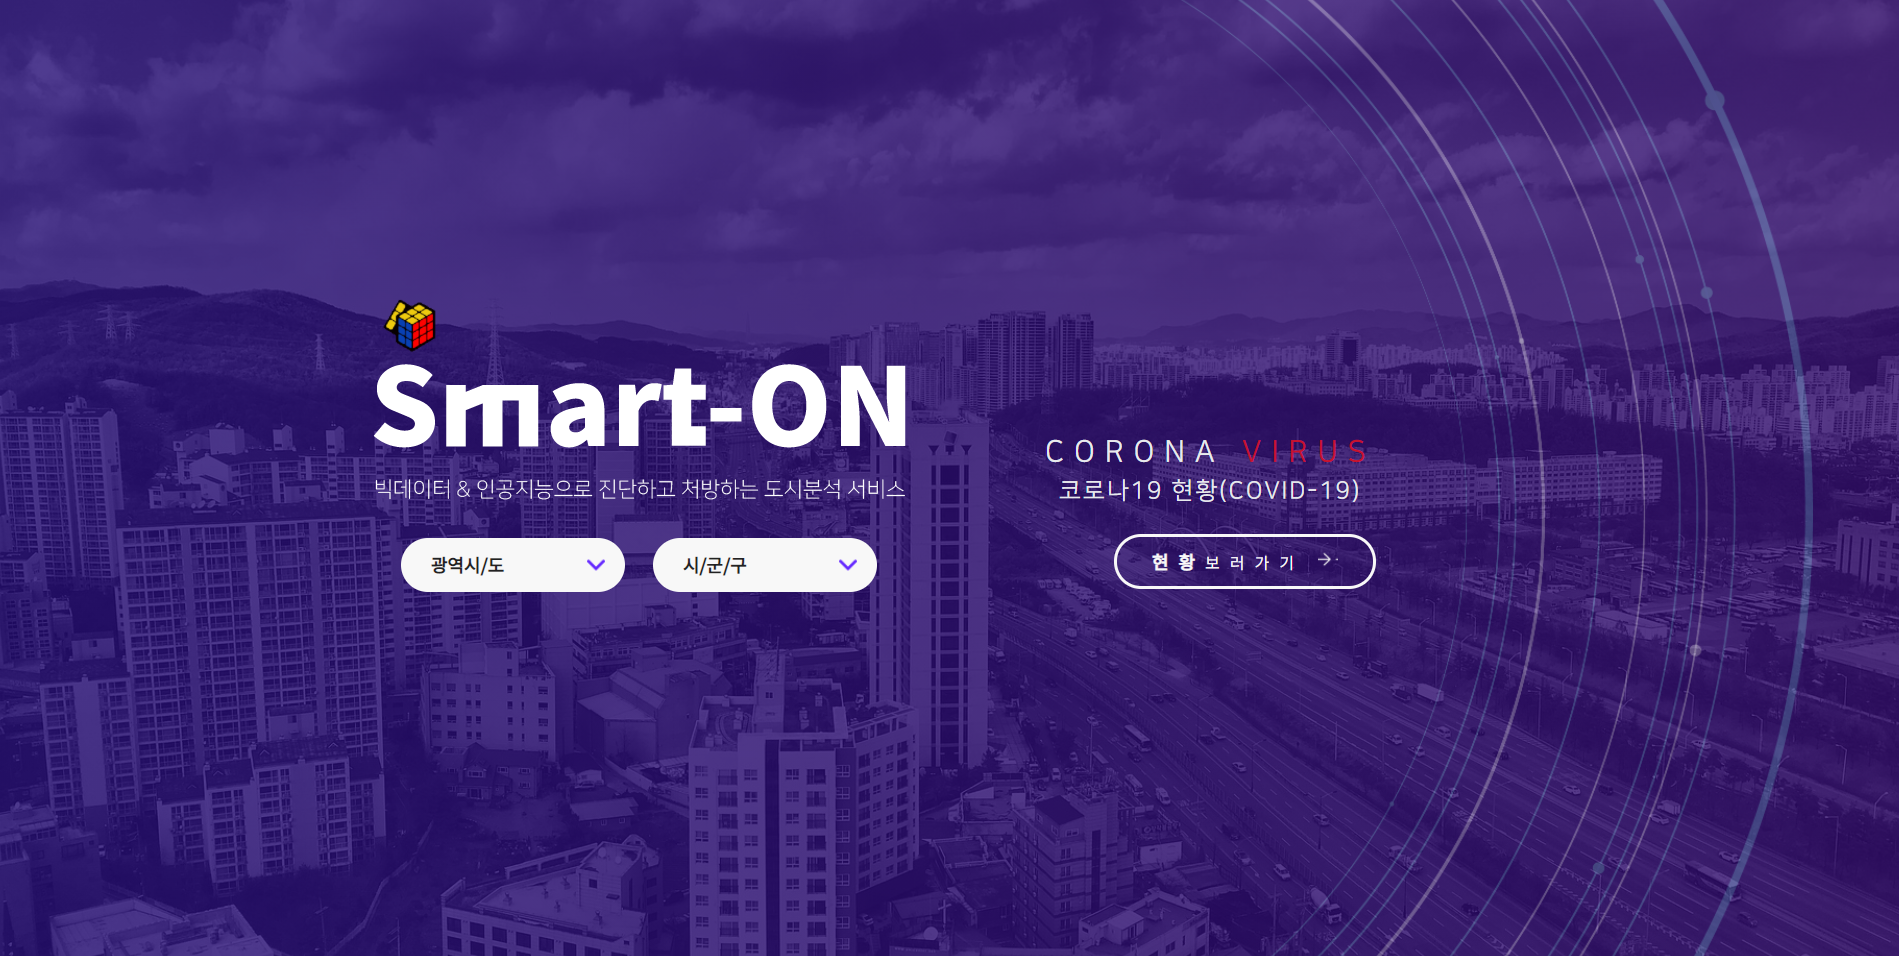 Smart-ON
빅데이터 & 인공지능으로 진단하고 처방하는 도시분석 서비스
광역시/도
시/군/구
CORONA VIRUS
코로나19 현황(COVID-19)
현황보러가기